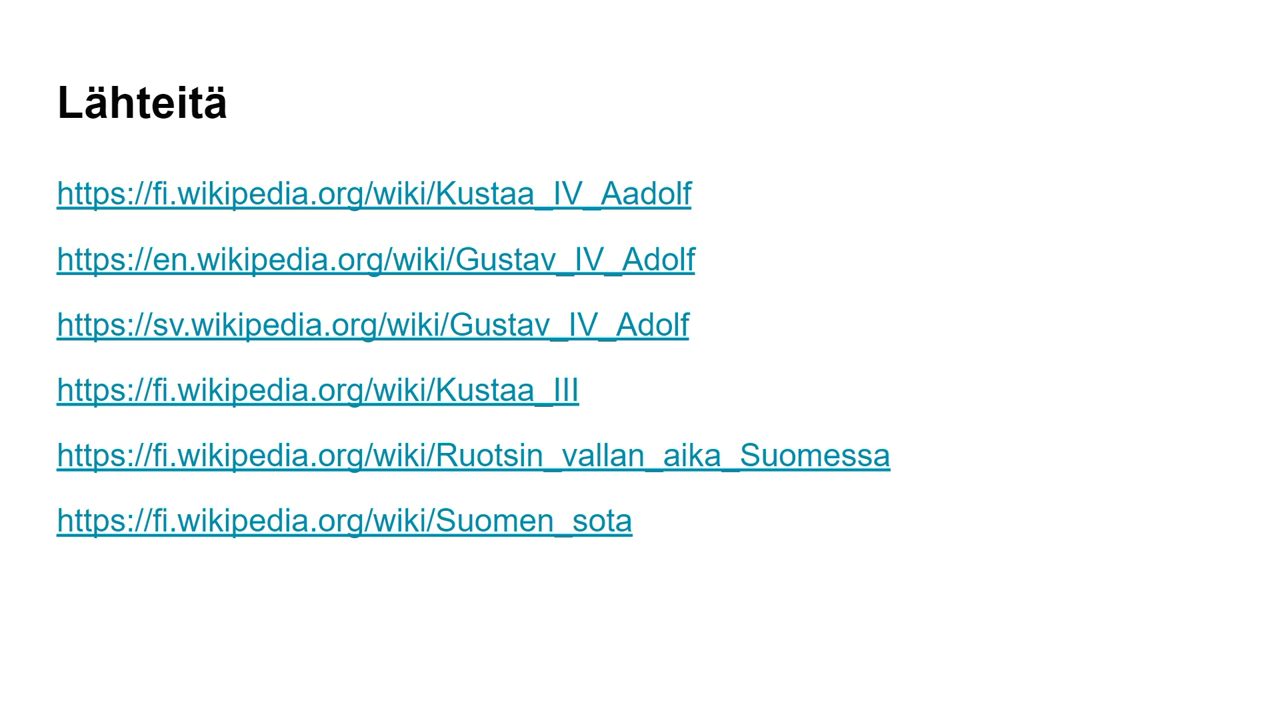 Lähteitä
https://fi.wikipedia.org/wiki/Kustaa_IV_Aadolf
https://en.wikipedia.org/wiki/Gustav_IV_Adolf
https://sv.wikipedia.org/wiki/Gustav_IV_Adolf
https://fi.wikipedia.org/wiki/Kustaa_III
https://fi.wikipedia.org/wiki/Ruotsin_vallan_aika_Suomessa
https://fi.wikipedia.org/wiki/Suomen_sota